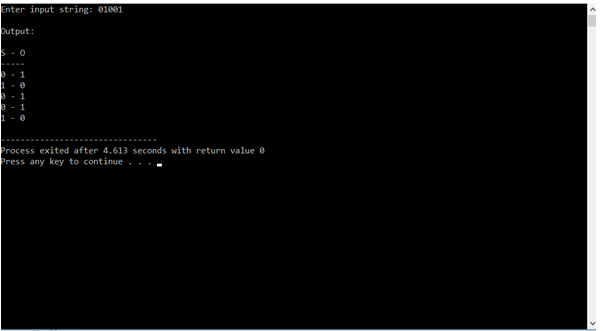 Enter input string: 01001
Output:
S - O
-----
0 - 1
1 - 0
0 - 1
0 - 1
1 - 0
--------------------------------
Process exited after 4.613 seconds with return value 0
Press any key to continue . . .